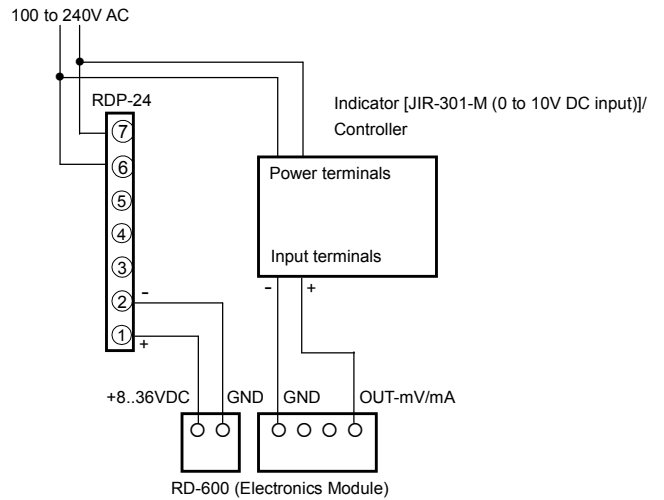 100 to 240V AC
RDP-24
Indicator [JIR-301-M (0 to 10V DC input)]/
Controller
7
6
5
4
3
2
1
-
+
Power terminals
Input terminals
- +
+8..36VDC GND GND OUT-mV/mA
RD-600 (Electronics Module)